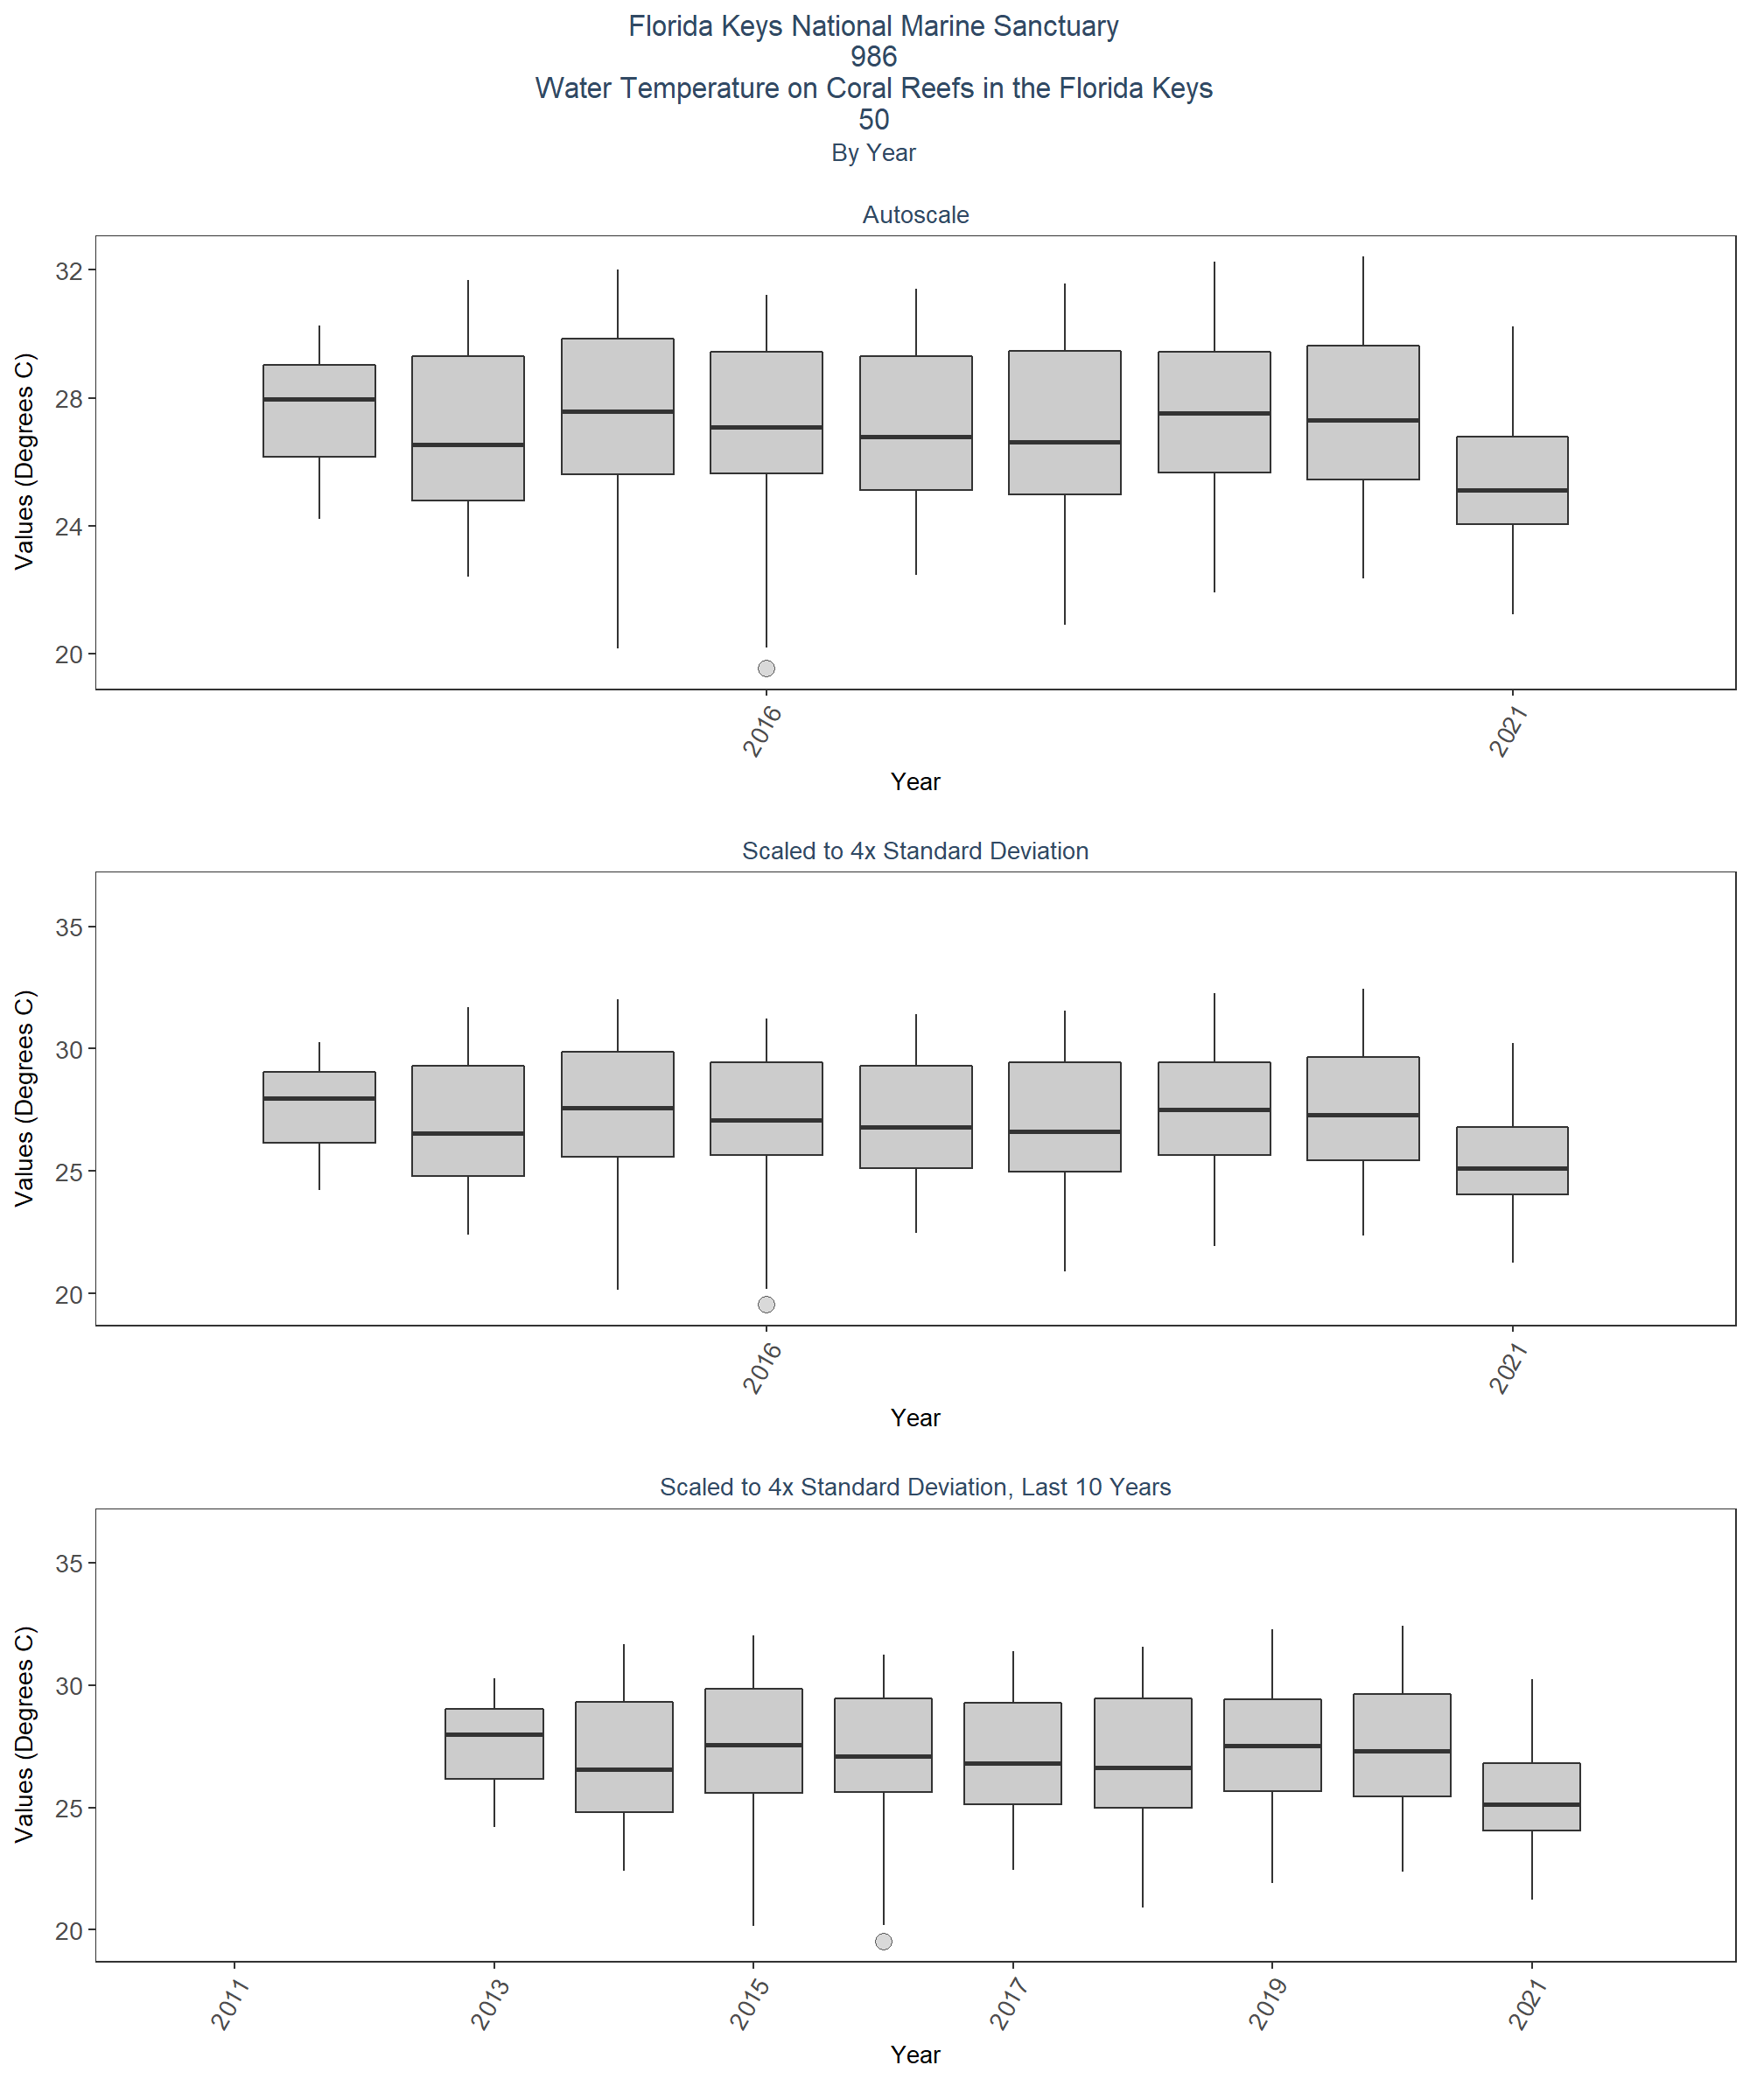 Florida Keys National Marine Sanctuary
986
Water Temperature on Coral Reefs in the Florida Keys
50
By Year
Autoscale
Values (Degrees C)
32
28
24
20
2016
2021
Year
Scaled to 4x Standard Deviation
Values (Degrees C)
35
30
25
20
2016
2021
Year
Scaled to 4x Standard Deviation, Last 10 Years
Values (Degrees C)
35
30
25
20
2011
2013
2015
2017
2019
2021
Year